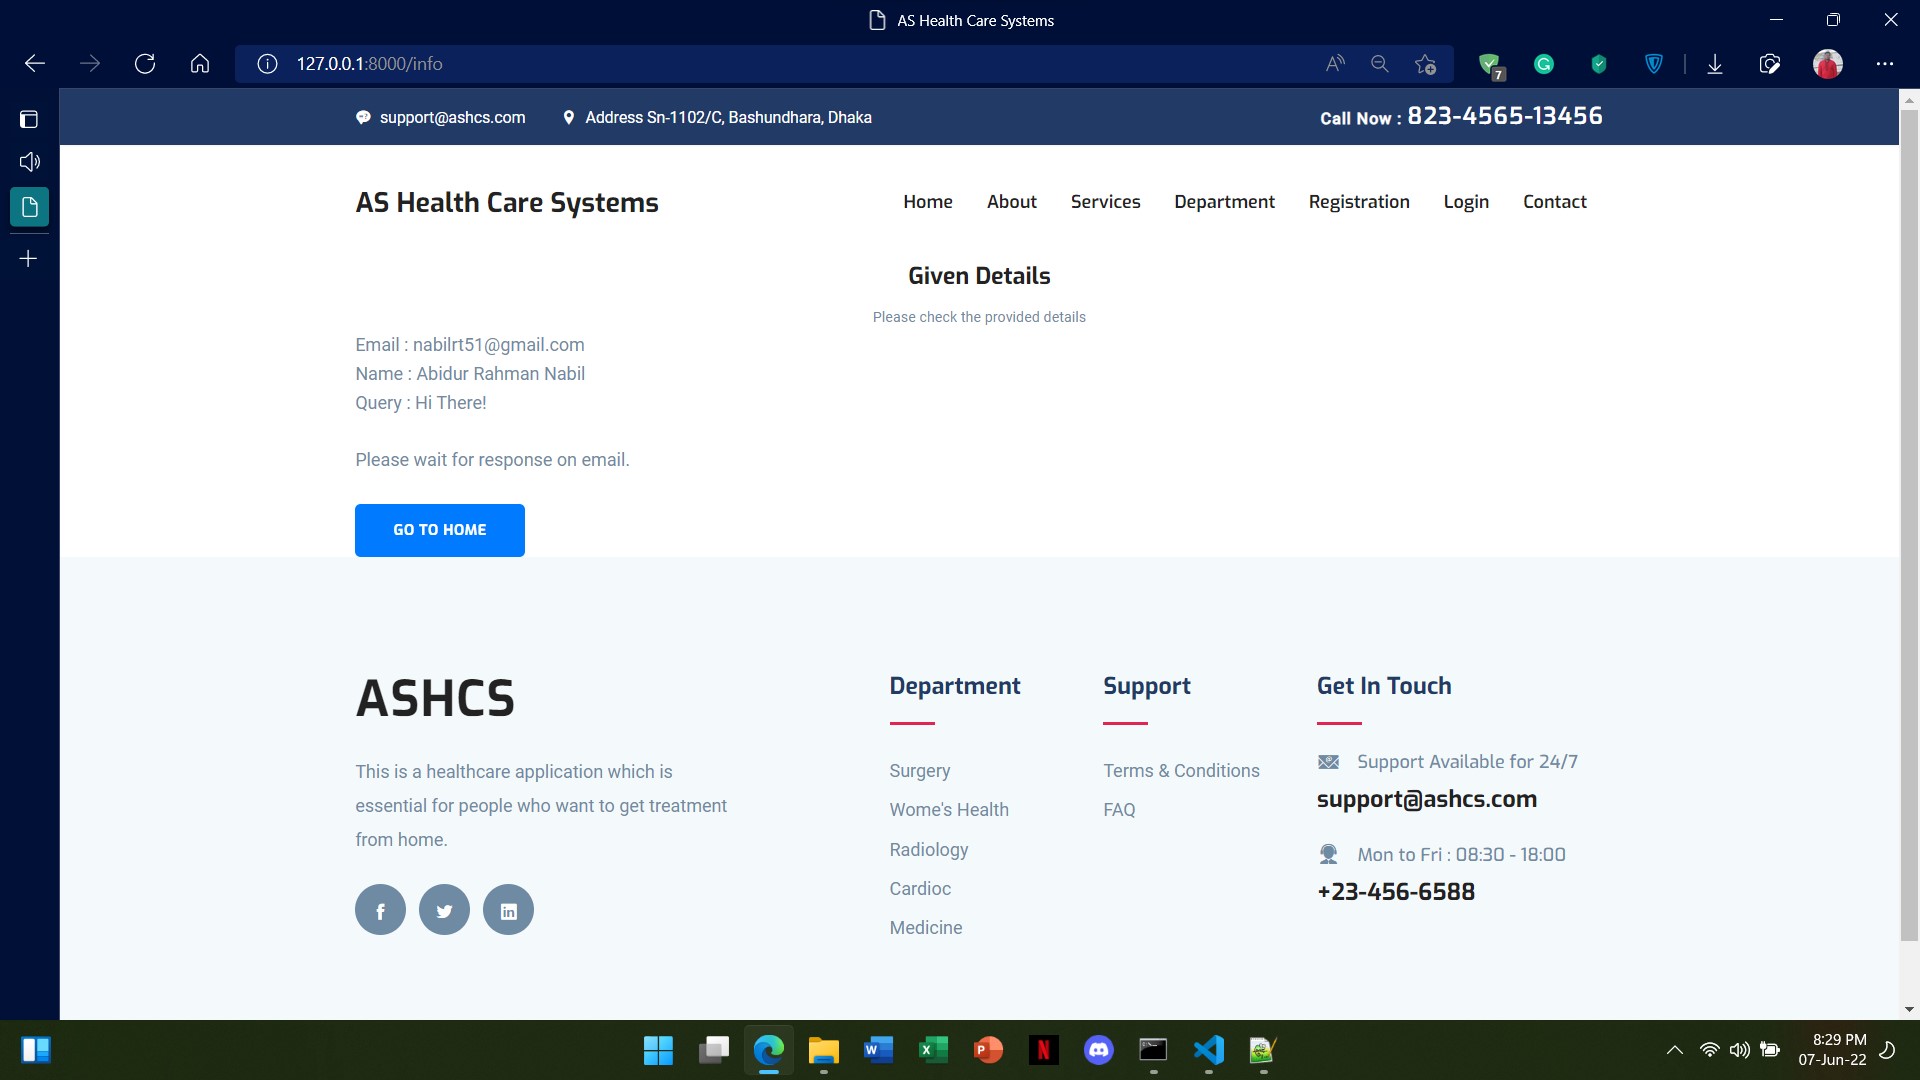 AS Health Care Systems
127.0.0.1:8000/info
7
support@ashcs.com
Address Sn-1102/C, Bashundhara, Dhaka
Call Now : 823-4565-13456
AS Health Care Systems
Home About Services Department Registration Login Contact
Given Details
Please check the provided details
Email : nabilrt51@gmail.com
Name : Abidur Rahman Nabil
Query : Hi There!
Please wait for response on email.
GO TO HOME
ASHCS
This is a healthcare application which is
essential for people who want to get treatment
from home.
Department
Surgery
Wome's Health
Radiology
Cardioc
Medicine
Support
Terms & Conditions
FAQ
Get In Touch
Support Available for 24/7
support@ashcs.com
Mon to Fri : 08:30 - 18:00
+23-456-6588
8:29 PM
07-Jun-22